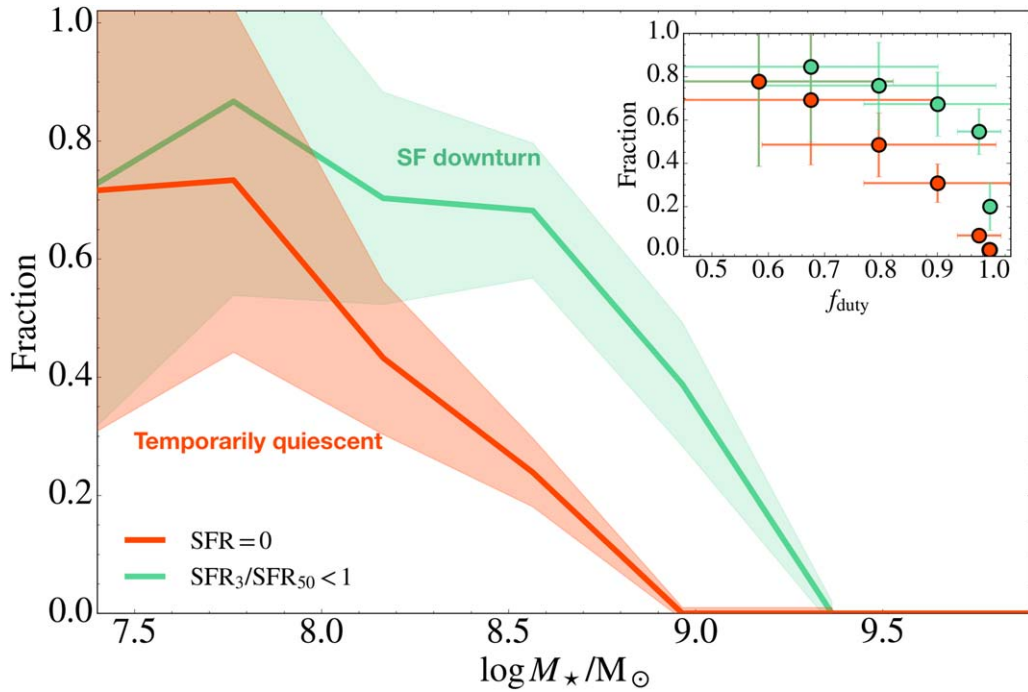 1.0
0.8
0.6
0.4
0.2
0.0
Fraction
7.5
8.0
8.5
9.0
9.5
log M⋆/M⊙
SF downturn
Temporarily quiescent
SFR = 0
SFR₃/SFR₅₀ < 1
1.0
0.8
0.6
0.4
0.2
0.0
Fraction
0.5
0.6
0.7
0.8
0.9
1.0
f_duty